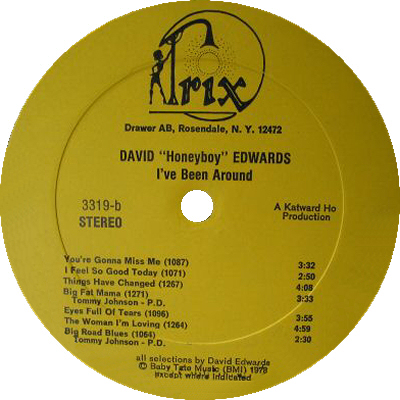 Trix
Drawer AB, Rosendale, N. Y. 12472
DAVID "Honeyboy" EDWARDS
I've Been Around
3319-b
STEREO
A Katward Ho
Production
You're Gonna Miss Me (1087) 3:32
I Feel So Good Today (1071) 2:50
Things Have Changed (1267) 4:08
Big Fat Mama (1271) 3:33
Tommy Johnson - P.D.
Eyes Full Of Tears (1096) 3:55
The Woman I'm Loving (1264) 4:59
Big Road Blues (1064) 2:30
Tommy Johnson - P.D.
all selections by David Edwards
© Baby Tate Music (BMI) 1978
except where indicated